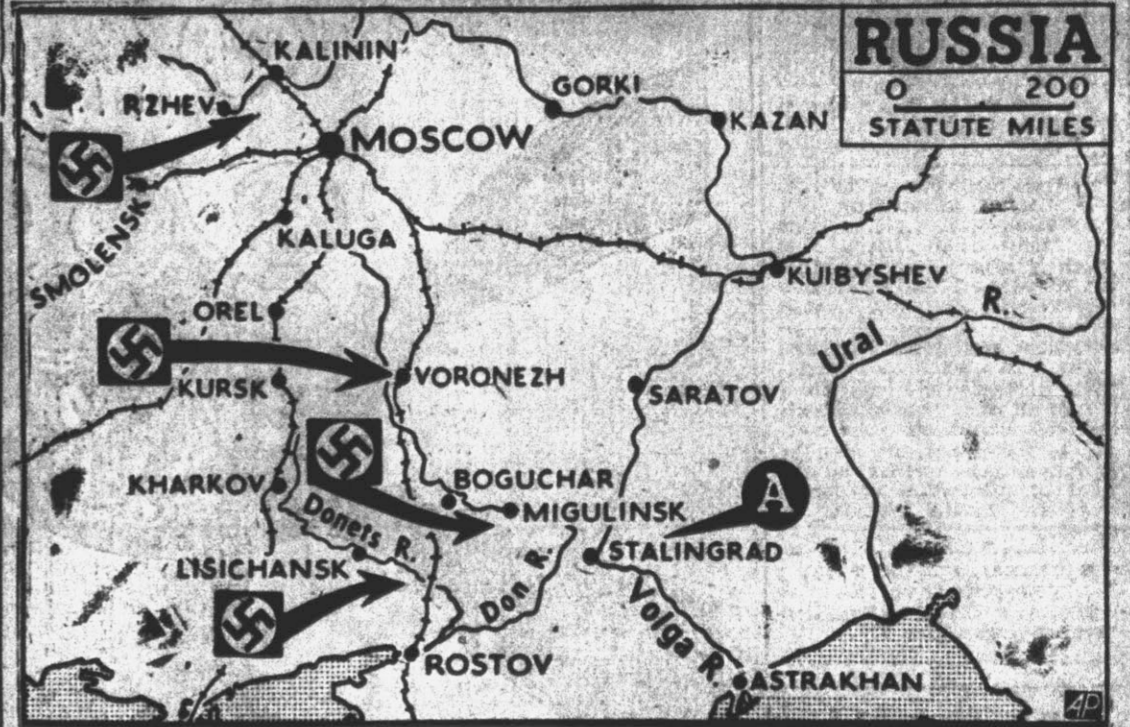 RUSSIA
0 200
STATUTE MILES
KALININ
RZHEV
GORKI
KAZAN
MOSCOW
SMOLENSK
KALUGA
KUIBYSHEV
OREL
Ural R.
KURSK
VORONEZH
SARATOV
KHARKOV
BOGUCHAR
A
MIGULINSK
Donets R.
STALINGRAD
LISICHANSK
Don R.
Volga R.
ROSTOV
ASTRAKHAN
AP